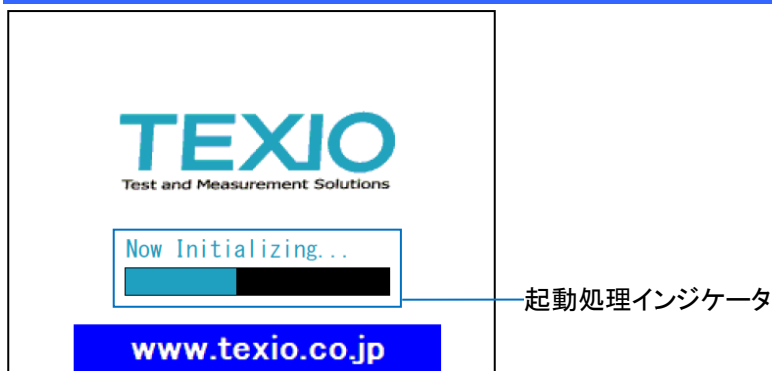 TEXIO
Test and Measurement Solutions
Now Initializing...
起動処理インジケータ
www.texio.co.jp